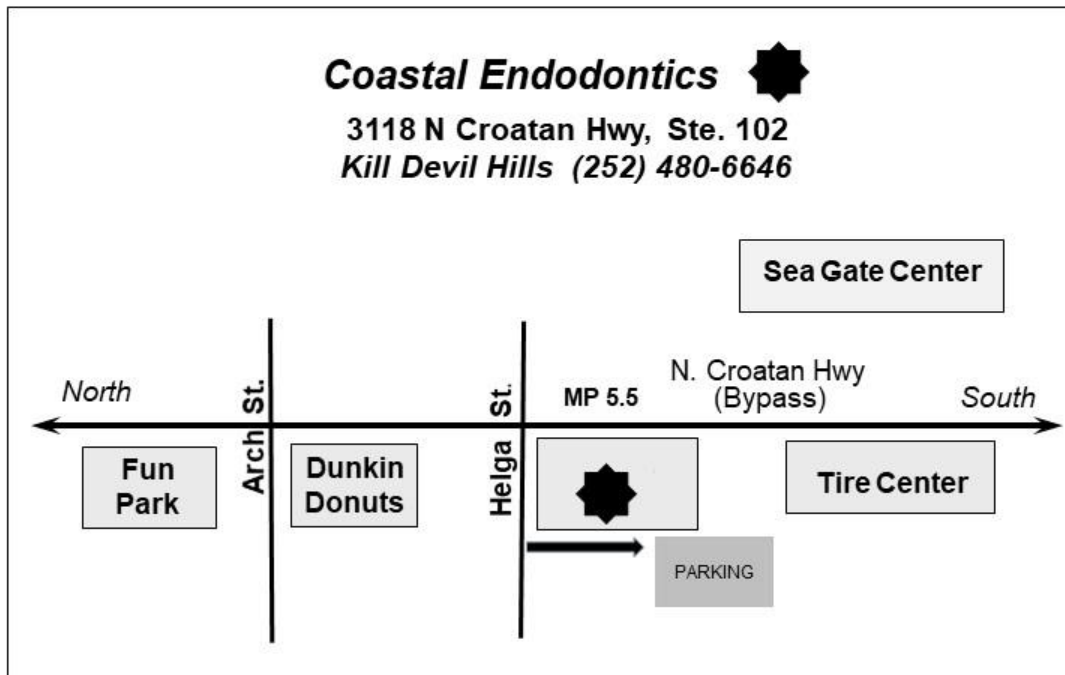 Coastal Endodontics
3118 N Croatan Hwy, Ste. 102
Kill Devil Hills (252) 480-6646
Sea Gate Center
North
Arch St.
Helga St.
MP 5.5
N. Croatan Hwy
(Bypass)
South
Fun
Park
Dunkin
Donuts
Tire Center
PARKING